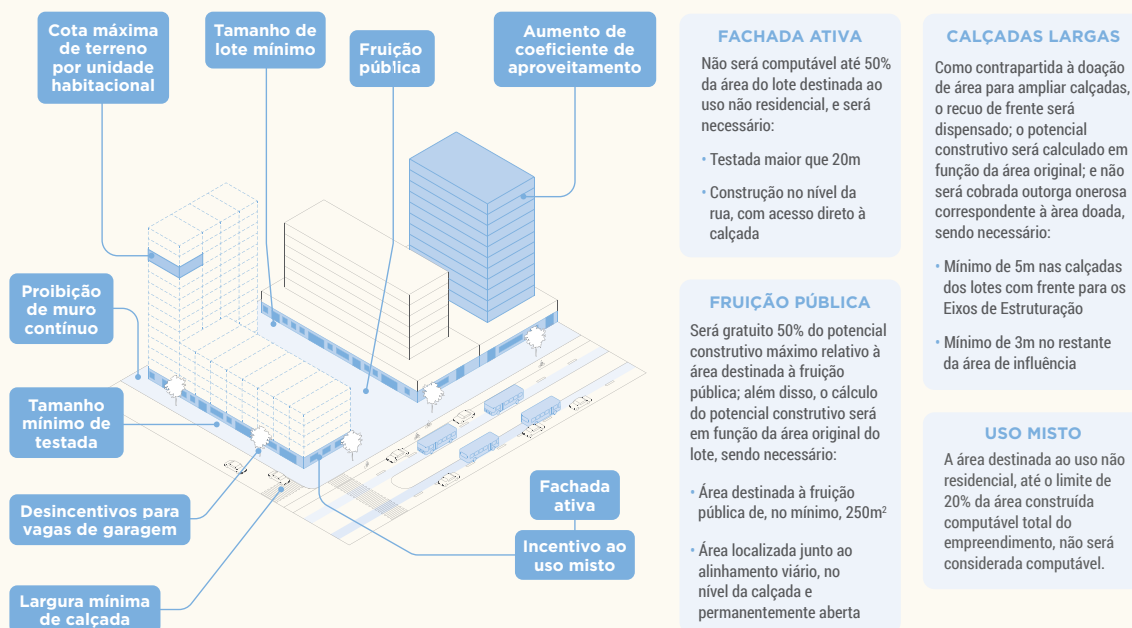 Cota máxima
de terreno
por unidade
habitacional
Tamanho de
lote mínimo
Fruição
pública
Aumento de
coeficiente de
aproveitamento
Proibição
de muro
contínuo
Tamanho
mínimo de
testada
Desincentivos para
vagas de garagem
Largura mínima
de calçada
Fachada
ativa
Incentivo ao
uso misto
FACHADA ATIVA
Não será computável até 50%
da área do lote destinada ao
uso não residencial, e será
necessário:
• Testada maior que 20m
• Construção no nível da
rua, com acesso direto à
calçada
FRUIÇÃO PÚBLICA
Será gratuito 50% do potencial
construtivo máximo relativo à
área destinada à fruição
pública; além disso, o cálculo
do potencial construtivo será
em função da área original do
lote, sendo necessário:
• Área destinada à fruição
pública de, no mínimo, 250m²
• Área localizada junto ao
alinhamento viário, no
nível da calçada e
permanentemente aberta
CALÇADAS LARGAS
Como contrapartida à doação
de área para ampliar calçadas,
o recuo de frente será
dispensado; o potencial
construtivo será calculado em
função da área original; e não
será cobrada outorga onerosa
correspondente à àrea doada,
sendo necessário:
• Mínimo de 5m nas calçadas
dos lotes com frente para os
Eixos de Estruturação
• Mínimo de 3m no restante
da área de influência
USO MISTO
A área destinada ao uso não
residencial, até o limite de
20% da área construída
computável total do
empreendimento, não será
considerada computável.